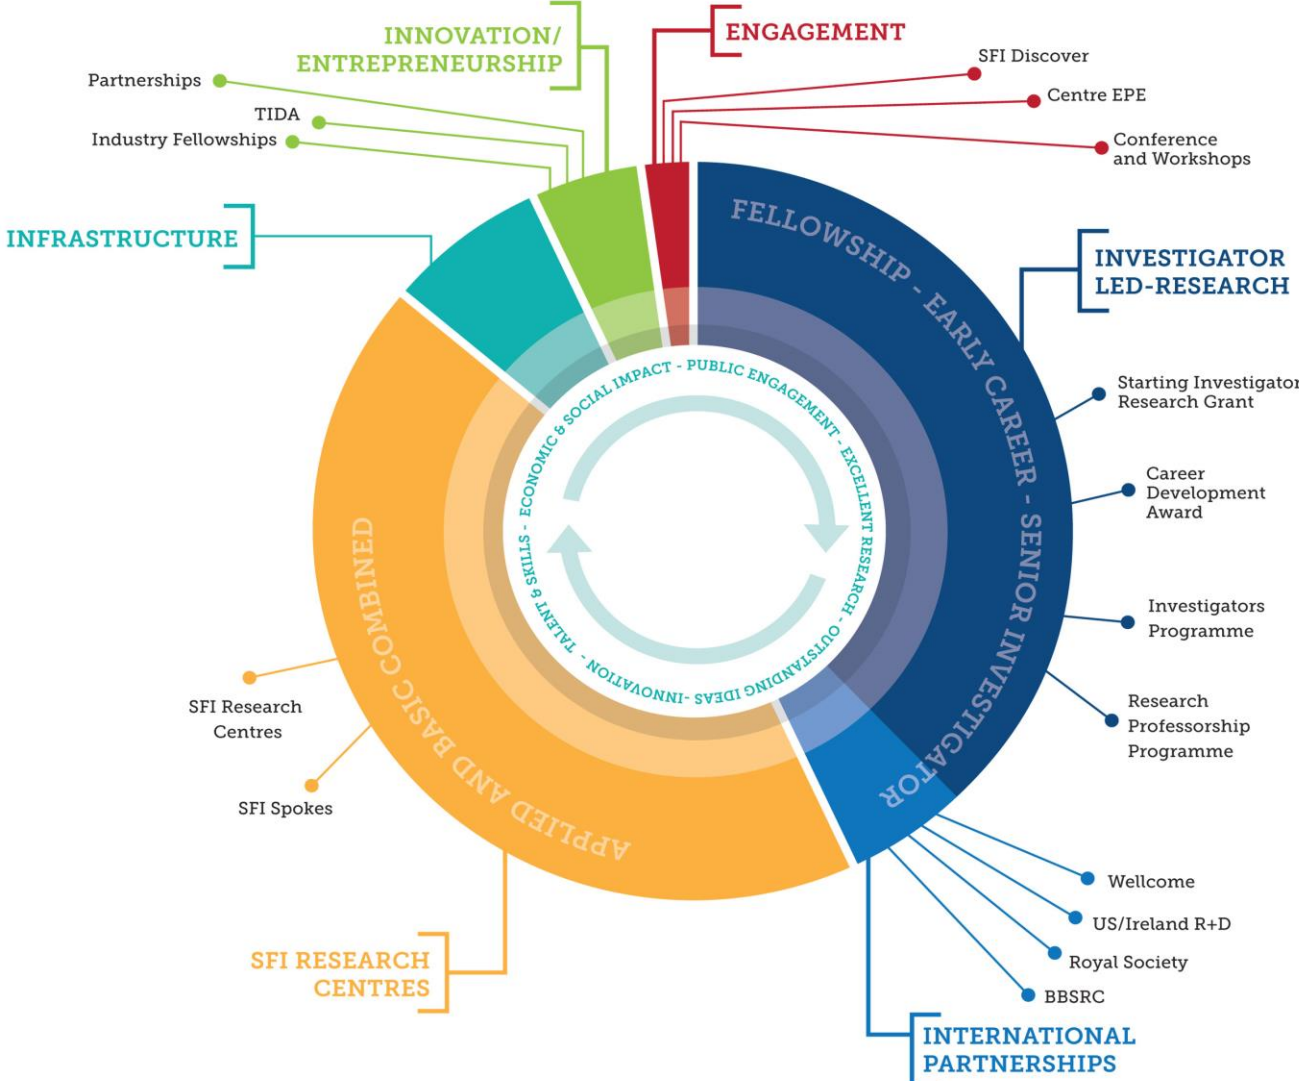 INNOVATION/
ENTREPRENEURSHIP
Partnerships
TIDA
Industry Fellowships
ENGAGEMENT
SFI Discover
Centre EPE
Conference
and Workshops
INFRASTRUCTURE
INVESTIGATOR
LED-RESEARCH
Starting Investigator
Research Grant
Career
Development
Award
Investigators
Programme
Research
Professorship
Programme
FELLOWSHIP - EARLY CAREER - SENIOR INVESTIGATOR
ECONOMIC & SOCIAL IMPACT - PUBLIC ENGAGEMENT - EXCELLENT RESEARCH - OUTSTANDING IDEAS -INNOVATION - TALENT & SKILLS -
APPLIED AND BASIC COMBINED
SFI Research
Centres
SFI Spokes
SFI RESEARCH
CENTRES
Wellcome
US/Ireland R+D
Royal Society
BBSRC
INTERNATIONAL
PARTNERSHIPS